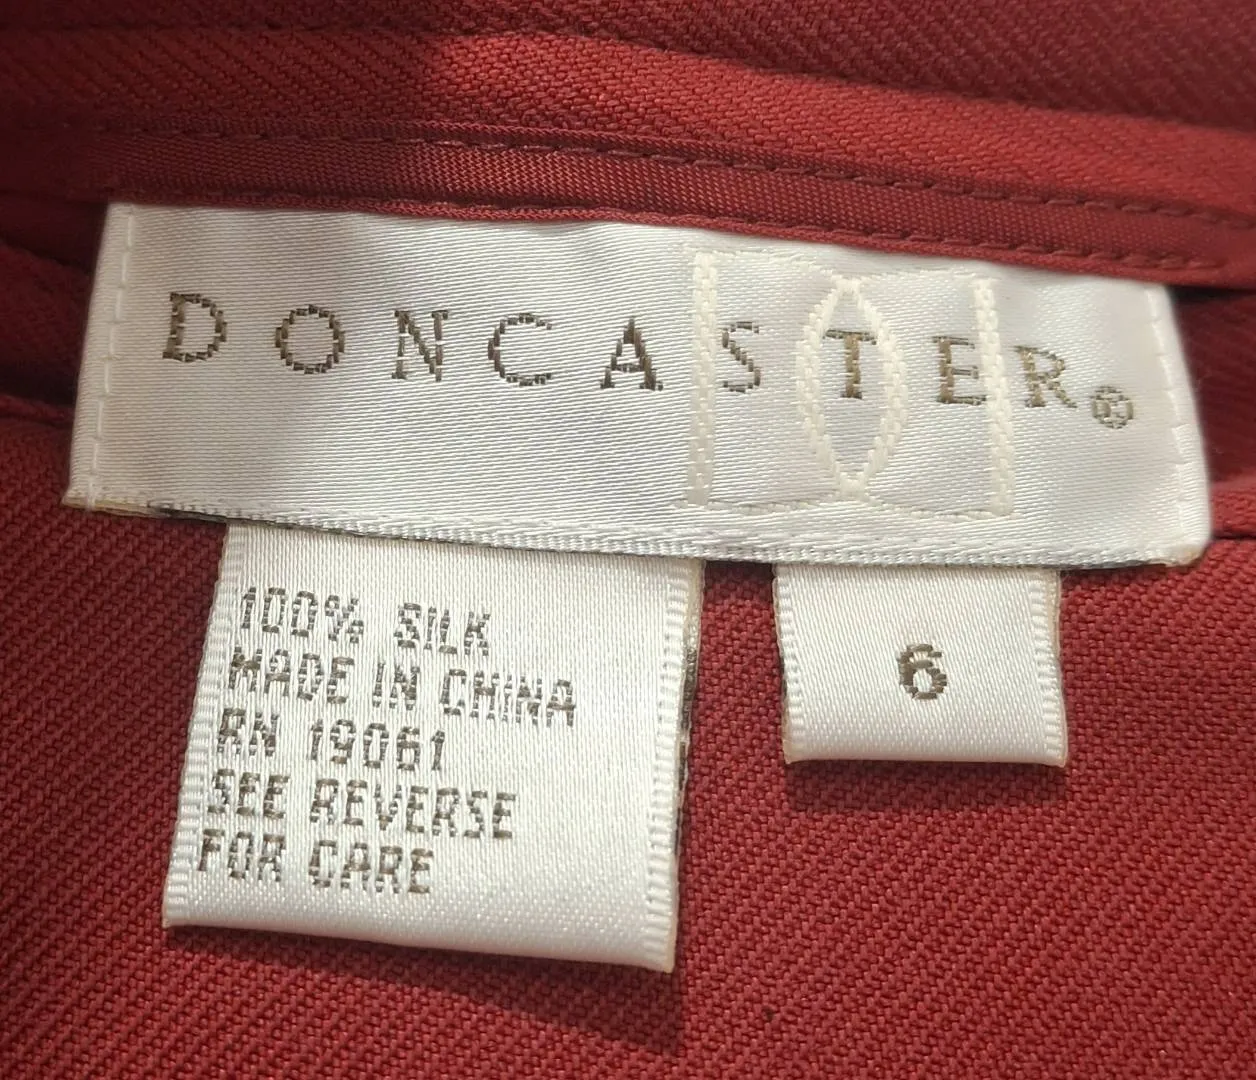 DONCASTER®
100% SILK
MADE IN CHINA
RN 19061
SEE REVERSE
FOR CARE
6